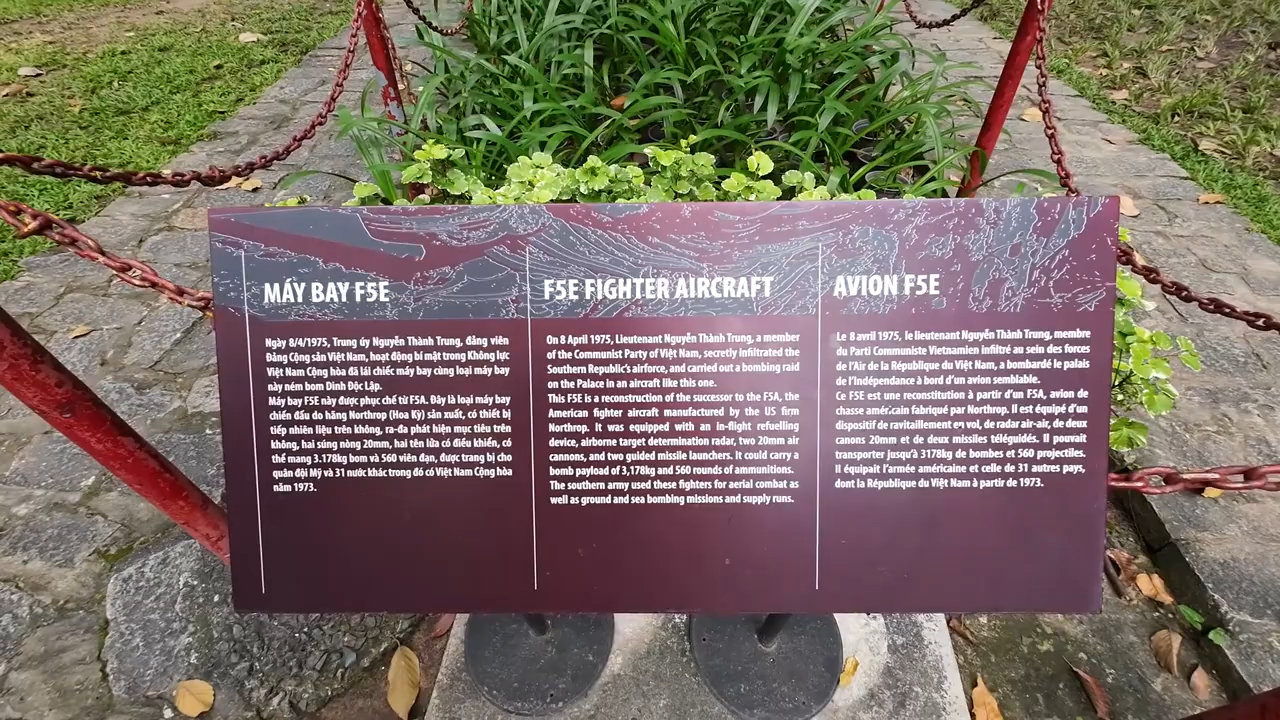 MÁY BAY F5E
Ngày 8/4/1975, Trung úy Nguyễn Thành Trung, đảng viên
Đảng Cộng sản Việt Nam, hoạt động bí mật trong Không lực
Việt Nam Cộng hòa đã lái chiếc máy bay cùng loại máy bay
này ném bom Dinh Độc Lập.
Máy bay F5E này được phục chế từ F5A. Đây là loại máy bay
chiến đấu do hãng Northrop (Hoa Kỳ) sản xuất, có thiết bị
tiếp nhiên liệu trên không, ra-đa phát hiện mục tiêu trên
không, hai súng nòng 20mm, hai tên lửa có điều khiển, có
thể mang 3.178kg bom và 560 viên đạn, được trang bị cho
quân đội Mỹ và 31 nước khác trong đó có Việt Nam Cộng hòa
năm 1973.
F5E FIGHTER AIRCRAFT
On 8 April 1975, Lieutenant Nguyễn Thành Trung, a member
of the Communist Party of Việt Nam, secretly infiltrated the
Southern Republic's airforce, and carried out a bombing raid
on the Palace in an aircraft like this one.
This F5E is a reconstruction of the successor to the F5A, the
American fighter aircraft manufactured by the US firm
Northrop. It was equipped with an in-flight refuelling
device, airborne target determination radar, two 20mm air
cannons, and two guided missile launchers. It could carry a
bomb payload of 3,178kg and 560 rounds of ammunitions.
The southern army used these fighters for aerial combat as
well as ground and sea bombing missions and supply runs.
AVION F5E
Le 8 avril 1975, le lieutenant Nguyễn Thành Trung, membre
du Parti Communiste Vietnamien infiltré au sein des forces
de l'Air de la République du Việt Nam, a bombardé le palais
de l'Indépendance à bord d'un avion semblable.
Ce F5E est une reconstitution à partir d'un F5A, avion de
chasse américain fabriqué par Northrop. Il est équipé d'un
dispositif de ravitaillement en vol, de radar air-air, de deux
canons 20mm et de deux missiles téléguidés. Il pouvait
transporter jusqu'à 3178kg de bombes et 560 projectiles.
Il équipait l'armée américaine et celle de 31 autres pays,
dont la République du Việt Nam à partir de 1973.